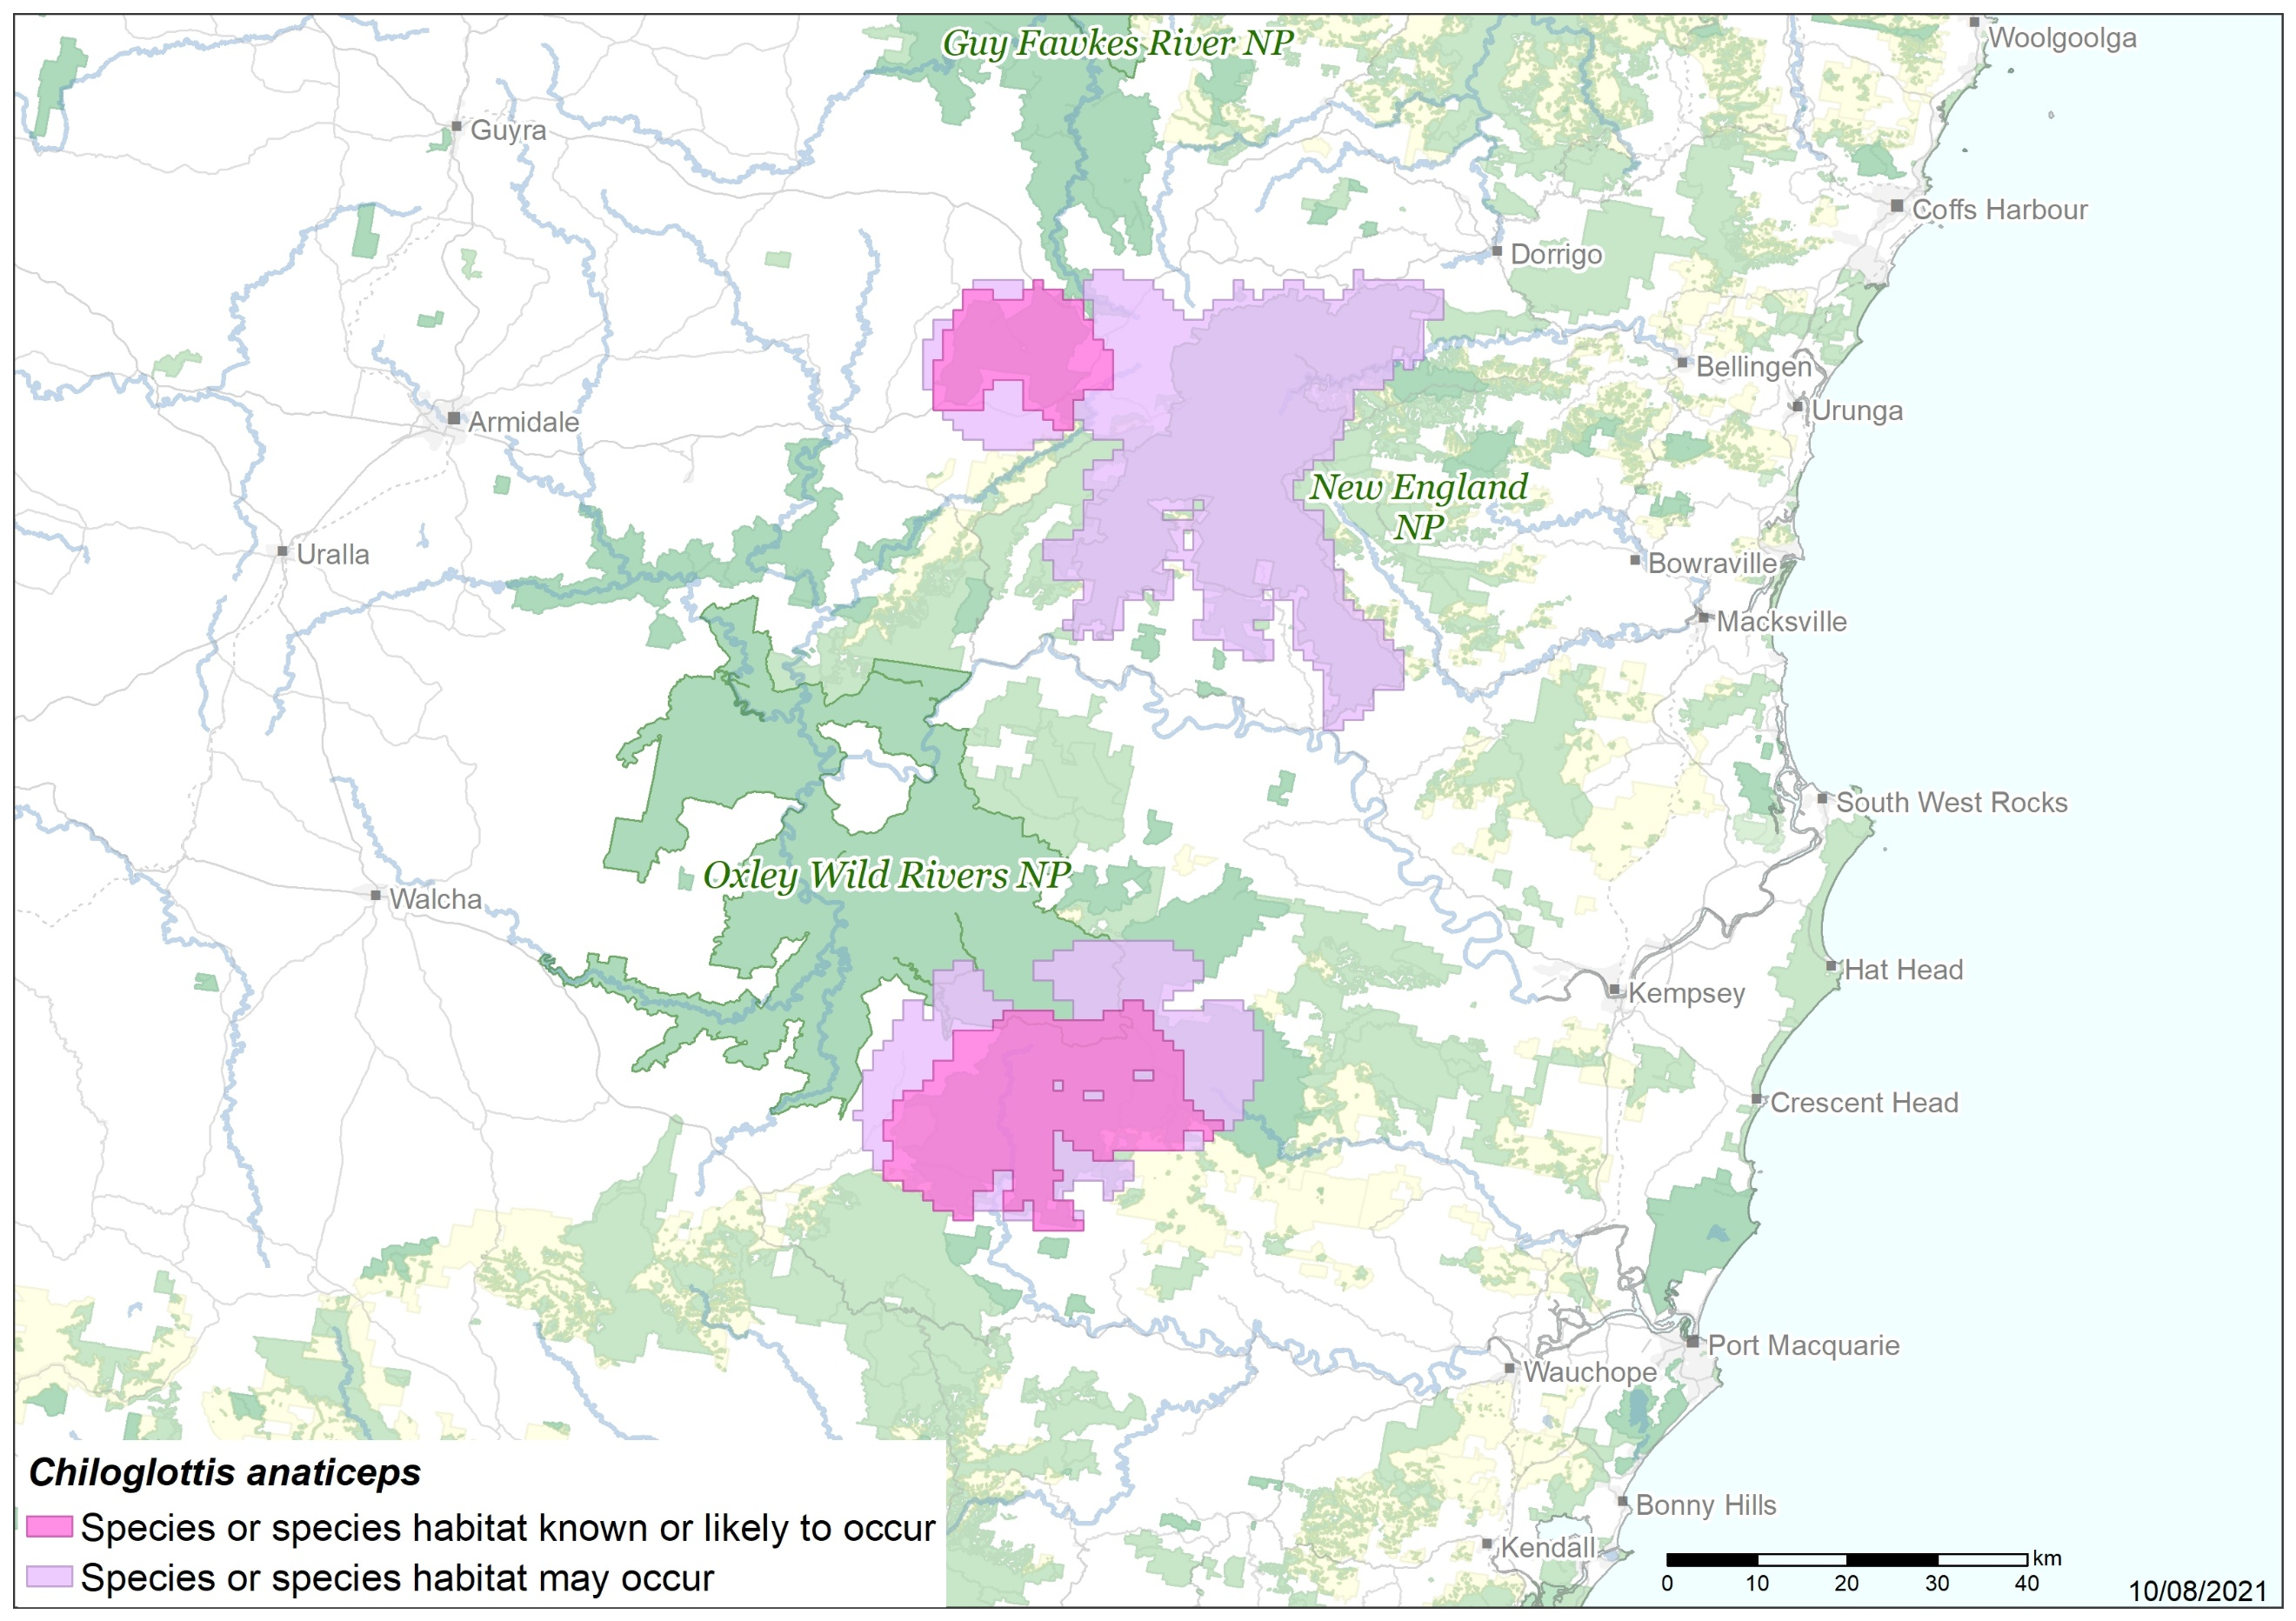 Guy Fawkes River NP
Woolgoolga
Guyra
Coffs Harbour
Dorrigo
Bellingen
Armidale
Urunga
New England
NP
Uralla
Bowraville
Macksville
South West Rocks
Oxley Wild Rivers NP
Walcha
Hat Head
Kempsey
Crescent Head
Port Macquarie
Wauchope
Chiloglottis anaticeps
Species or species habitat known or likely to occur
Species or species habitat may occur
Bonny Hills
Kendall
km
0 10 20 30 40
10/08/2021